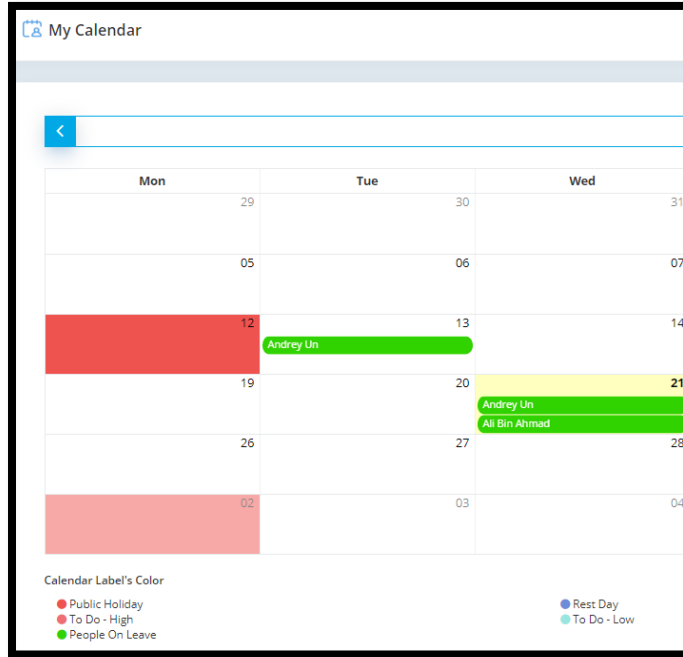 My Calendar
Mon Tue Wed
29 30 31
05 06 07
12 13 14
Andrey Un
19 20 21
Andrey Un
Ali Bin Ahmad
26 27 28
02 03 04
Calendar Label's Color
Public Holiday Rest Day
To Do - High To Do - Low
People On Leave